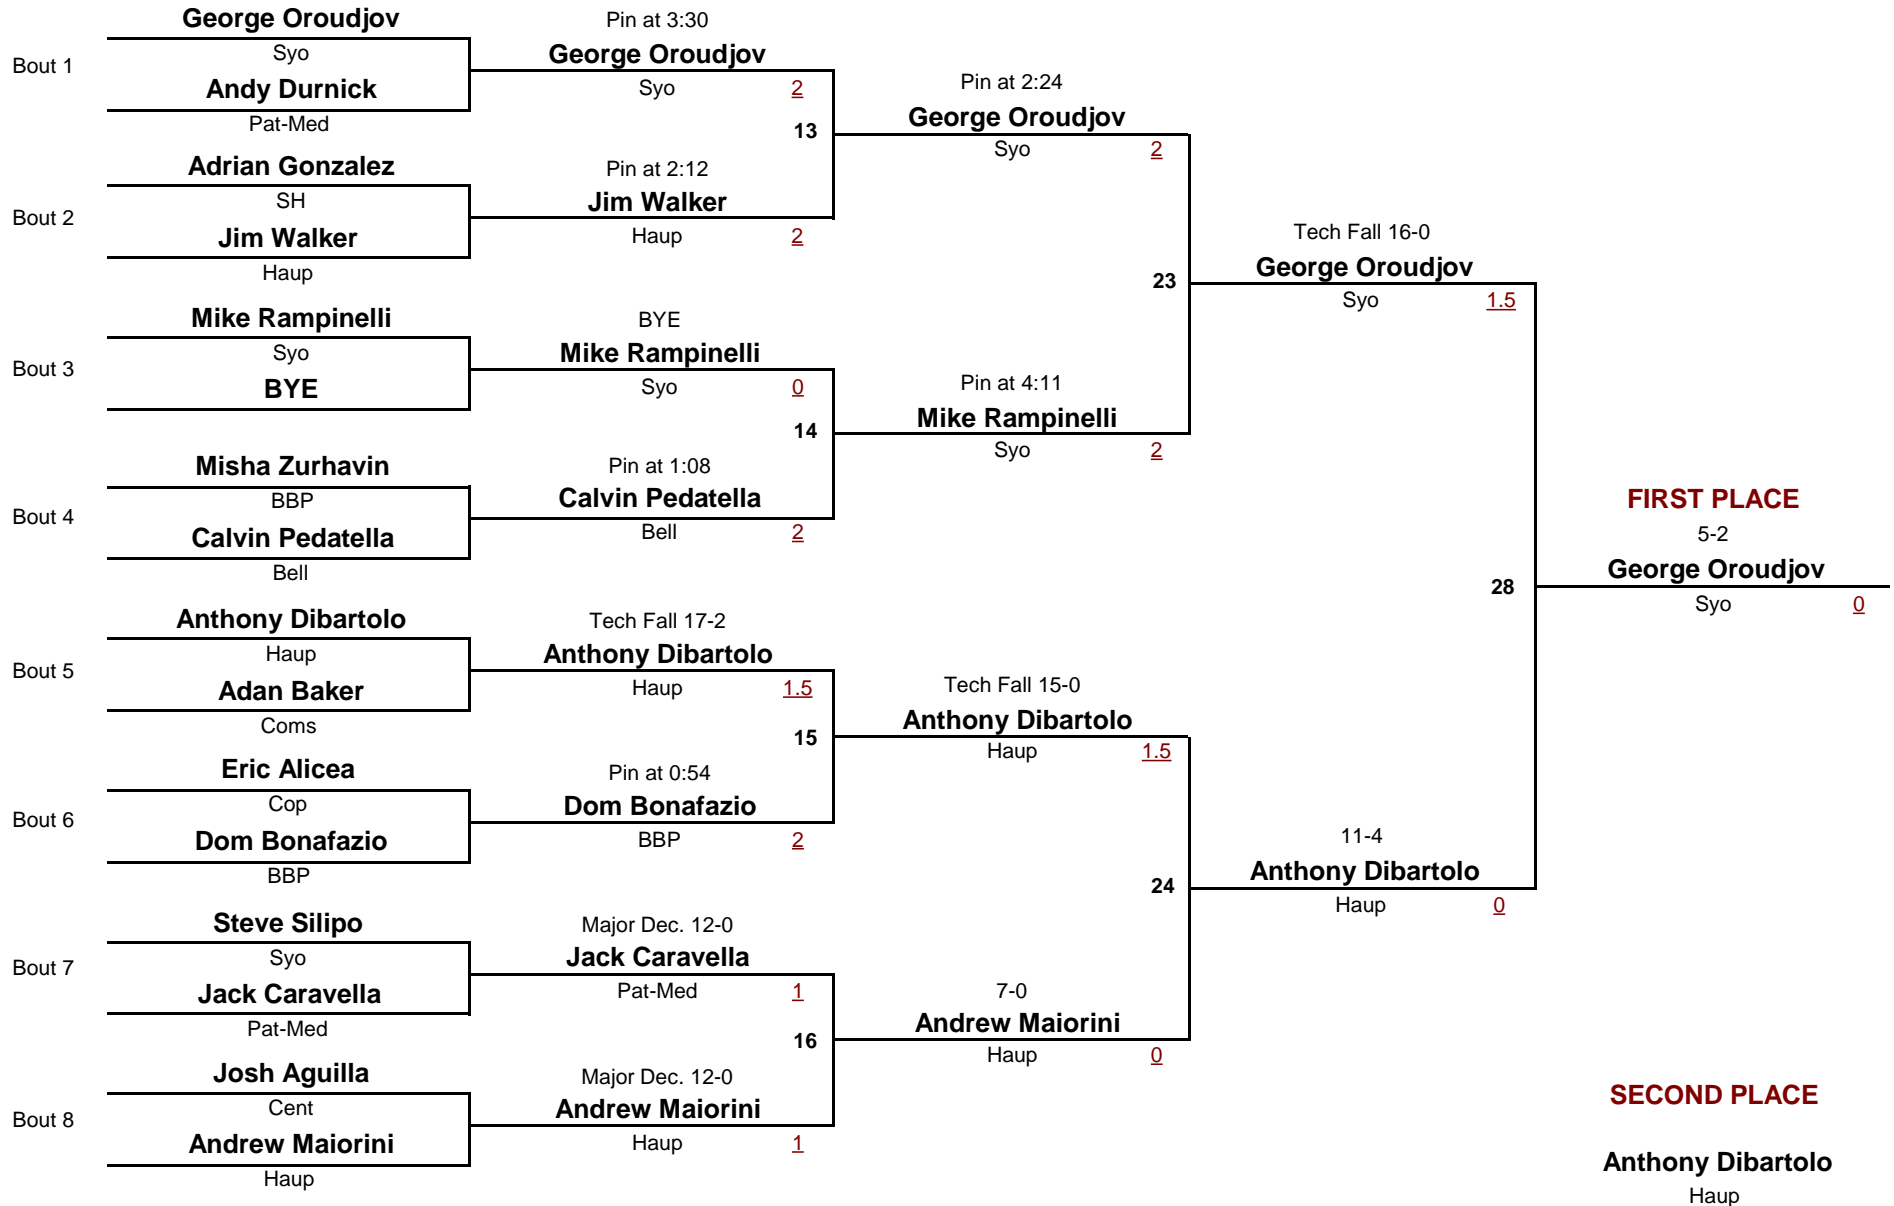 George Oroudjov
Bout 1
Syo
Andy Durnick
Pat-Med
Adrian Gonzalez
Bout 2
SH
Jim Walker
Haup
Mike Rampinelli
Bout 3
Syo
BYE
Misha Zurhavin
Bout 4
BBP
Calvin Pedatella
Bell
Anthony Dibartolo
Bout 5
Haup
Adan Baker
Coms
Eric Alicea
Bout 6
Cop
Dom Bonafazio
BBP
Steve Silipo
Bout 7
Syo
Jack Caravella
Pat-Med
Josh Aguilla
Bout 8
Cent
Andrew Maiorini
Haup
Pin at 3:30
George Oroudjov
Syo 2
13
Pin at 2:12
Jim Walker
Haup 2
BYE
Mike Rampinelli
Syo 0
14
Pin at 1:08
Calvin Pedatella
Bell 2
Tech Fall 17-2
Anthony Dibartolo
Haup 1.5
15
Pin at 0:54
Dom Bonafazio
BBP 2
Major Dec. 12-0
Jack Caravella
Pat-Med 1
16
Major Dec. 12-0
Andrew Maiorini
Haup 1
Pin at 2:24
George Oroudjov
Syo 2
23
Pin at 4:11
Mike Rampinelli
Syo 2
Tech Fall 15-0
Anthony Dibartolo
Haup 1.5
24
7-0
Andrew Maiorini
Haup 0
Tech Fall 16-0
George Oroudjov
Syo 1.5
28
11-4
Anthony Dibartolo
Haup 0
FIRST PLACE
5-2
George Oroudjov
Syo 0
SECOND PLACE
Anthony Dibartolo
Haup